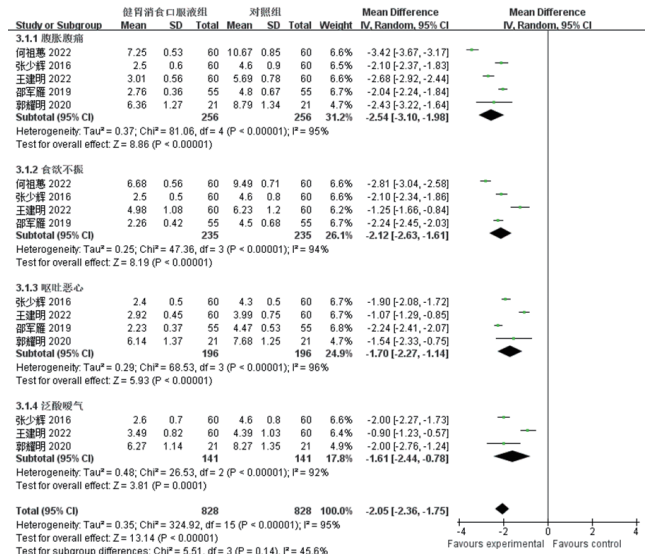 健胃消食口服液组 对照组 Mean Difference Mean Difference
Study or Subgroup Mean SD Total Mean SD Total Weight IV, Random, 95% CI IV, Random, 95% CI
3.1.1 腹胀腹痛
何祖蕙 2022 7.25 0.53 60 10.67 0.85 60 6.6% -3.42 [-3.67, -3.17]
张少辉 2016 2.5 0.6 60 4.6 0.9 60 6.5% -2.10 [-2.37, -1.83]
王建明 2022 3.01 0.56 60 5.69 0.78 60 6.6% -2.68 [-2.92, -2.44]
邵军雁 2019 2.76 0.36 55 4.8 0.67 55 6.7% -2.04 [-2.24, -1.84]
郭耀明 2020 6.36 1.27 21 8.79 1.34 21 4.8% -2.43 [-3.22, -1.64]
Subtotal (95% CI) 256 256 31.2% -2.54 [-3.10, -1.98]
Heterogeneity: Tau² = 0.37; Chi² = 81.06, df = 4 (P < 0.00001); I² = 95%
Test for overall effect: Z = 8.86 (P < 0.00001)
3.1.2 食欲不振
何祖蕙 2022 6.68 0.56 60 9.49 0.71 60 6.6% -2.81 [-3.04, -2.58]
张少辉 2016 2.5 0.5 60 4.6 0.8 60 6.6% -2.10 [-2.34, -1.86]
王建明 2022 4.98 1.08 60 6.23 1.2 60 6.2% -1.25 [-1.66, -0.84]
邵军雁 2019 2.26 0.42 55 4.5 0.68 55 6.7% -2.24 [-2.45, -2.03]
Subtotal (95% CI) 235 235 26.1% -2.12 [-2.63, -1.61]
Heterogeneity: Tau² = 0.25; Chi² = 47.36, df = 3 (P < 0.00001); I² = 94%
Test for overall effect: Z = 8.19 (P < 0.00001)
3.1.3 呕吐恶心
张少辉 2016 2.4 0.5 60 4.3 0.5 60 6.7% -1.90 [-2.08, -1.72]
王建明 2022 2.92 0.45 60 3.99 0.75 60 6.7% -1.07 [-1.29, -0.85]
邵军雁 2019 2.23 0.37 55 4.47 0.53 55 6.7% -2.24 [-2.41, -2.07]
郭耀明 2020 6.14 1.37 21 7.68 1.25 21 4.8% -1.54 [-2.33, -0.75]
Subtotal (95% CI) 196 196 24.9% -1.70 [-2.27, -1.14]
Heterogeneity: Tau² = 0.29; Chi² = 68.53, df = 3 (P < 0.00001); I² = 96%
Test for overall effect: Z = 5.93 (P < 0.00001)
3.1.4 泛酸嗳气
张少辉 2016 2.6 0.7 60 4.6 0.8 60 6.5% -2.00 [-2.27, -1.73]
王建明 2022 3.49 0.82 60 4.39 1.03 60 6.4% -0.90 [-1.23, -0.57]
郭耀明 2020 6.27 1.14 21 8.27 1.35 21 4.9% -2.00 [-2.76, -1.24]
Subtotal (95% CI) 141 141 17.8% -1.61 [-2.44, -0.78]
Heterogeneity: Tau² = 0.48; Chi² = 26.53, df = 2 (P < 0.00001); I² = 92%
Test for overall effect: Z = 3.81 (P = 0.0001)
Total (95% CI) 828 828 100.0% -2.05 [-2.36, -1.75]
Heterogeneity: Tau² = 0.35; Chi² = 324.92, df = 15 (P < 0.00001); I² = 95%
Test for overall effect: Z = 13.14 (P < 0.00001)
Test for subgroup differences: Chi² = 5.51, df = 3 (P = 0.14), I² = 45.6%
-4 -2 0 2 4
Favours experimental Favours control